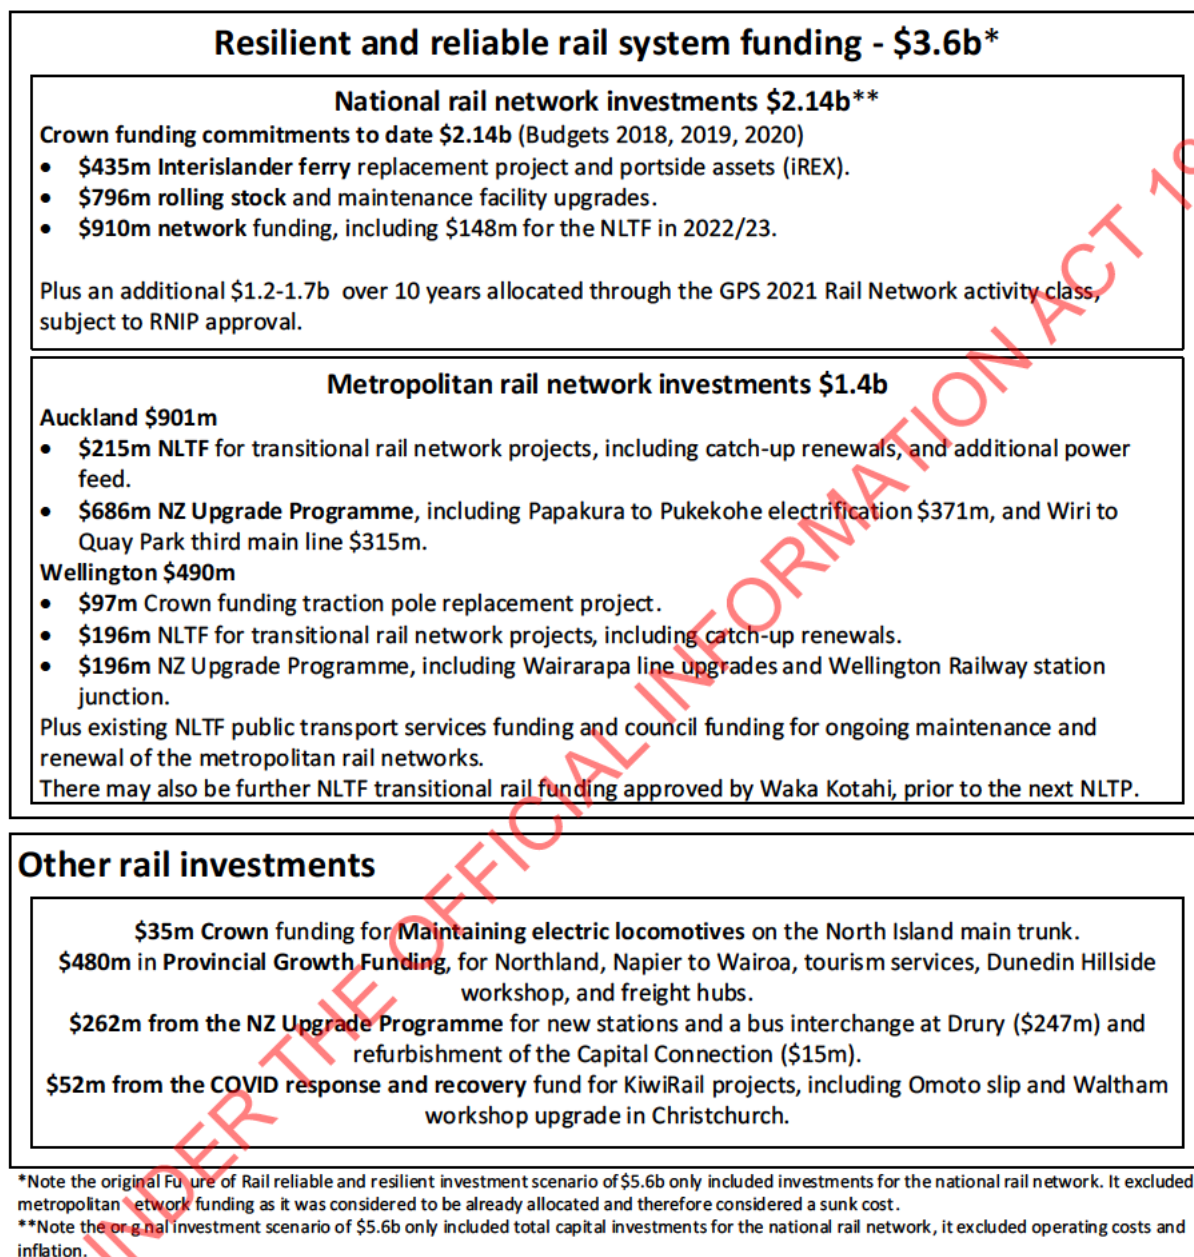 Resilient and reliable rail system funding - $3.6b*
National rail network investments $2.14b**
Crown funding commitments to date $2.14b (Budgets 2018, 2019, 2020)
• $435m Interislander ferry replacement project and portside assets (iREX).
• $796m rolling stock and maintenance facility upgrades.
• $910m network funding, including $148m for the NLTF in 2022/23.
Plus an additional $1.2-1.7b over 10 years allocated through the GPS 2021 Rail Network activity class,
subject to RNIP approval.
Metropolitan rail network investments $1.4b
Auckland $901m
• $215m NLTF for transitional rail network projects, including catch-up renewals, and additional power
feed.
• $686m NZ Upgrade Programme, including Papakura to Pukekohe electrification $371m, and Wiri to
Quay Park third main line $315m.
Wellington $490m
• $97m Crown funding traction pole replacement project.
• $196m NLTF for transitional rail network projects, including catch-up renewals.
• $196m NZ Upgrade Programme, including Wairarapa line upgrades and Wellington Railway station
junction.
Plus existing NLTF public transport services funding and council funding for ongoing maintenance and
renewal of the metropolitan rail networks.
There may also be further NLTF transitional rail funding approved by Waka Kotahi, prior to the next NLTP.
Other rail investments
$35m Crown funding for Maintaining electric locomotives on the North Island main trunk.
$480m in Provincial Growth Funding, for Northland, Napier to Wairoa, tourism services, Dunedin Hillside
workshop, and freight hubs.
$262m from the NZ Upgrade Programme for new stations and a bus interchange at Drury ($247m) and
refurbishment of the Capital Connection ($15m).
$52m from the COVID response and recovery fund for KiwiRail projects, including Omoto slip and Waltham
workshop upgrade in Christchurch.
*Note the original Future of Rail reliable and resilient investment scenario of $5.6b only included investments for the national rail network. It excluded
metropolitan network funding as it was considered to be already allocated and therefore considered a sunk cost.
**Note the original investment scenario of $5.6b only included total capital investments for the national rail network, it excluded operating costs and
inflation.
UNDER THE OFFICIAL INFORMATION ACT 19